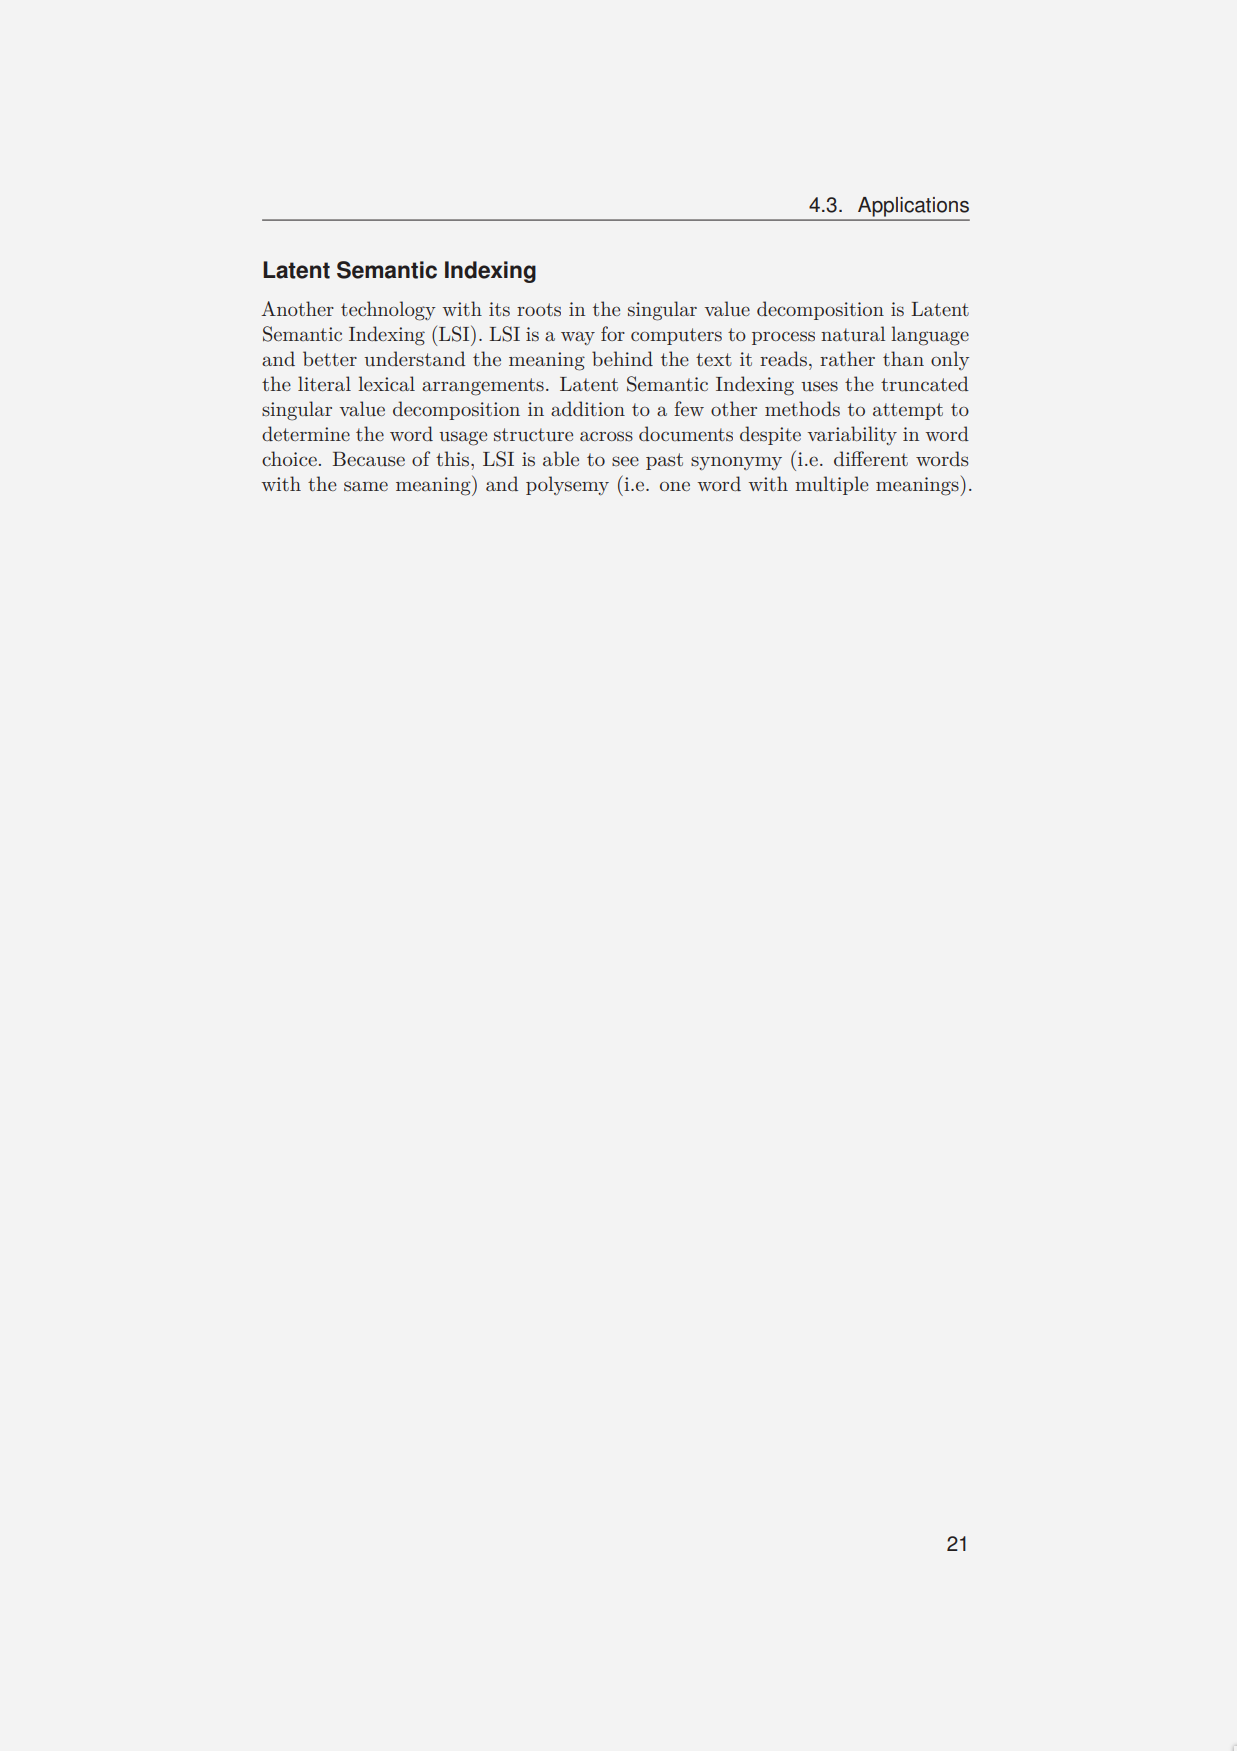 4.3. Applications
Latent Semantic Indexing
Another technology with its roots in the singular value decomposition is Latent
Semantic Indexing (LSI). LSI is a way for computers to process natural language
and better understand the meaning behind the text it reads, rather than only
the literal lexical arrangements. Latent Semantic Indexing uses the truncated
singular value decomposition in addition to a few other methods to attempt to
determine the word usage structure across documents despite variability in word
choice. Because of this, LSI is able to see past synonymy (i.e. different words
with the same meaning) and polysemy (i.e. one word with multiple meanings).
21